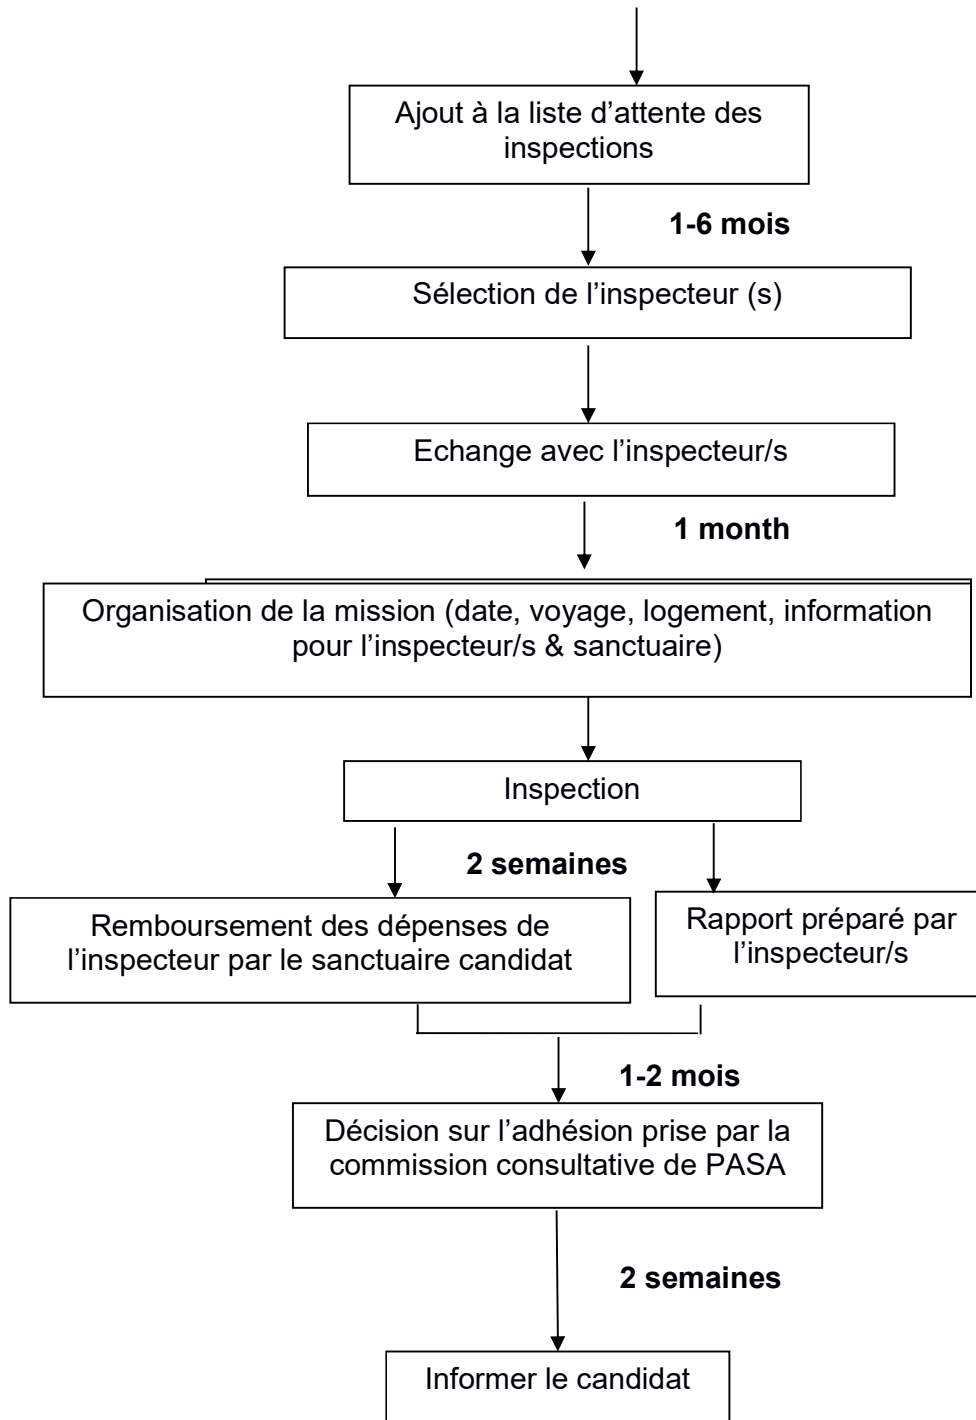 Ajout à la liste d’attente des
inspections
1-6 mois
Sélection de l’inspecteur (s)
Echange avec l’inspecteur/s
1 month
Organisation de la mission (date, voyage, logement, information
pour l’inspecteur/s & sanctuaire)
Inspection
2 semaines
Remboursement des dépenses de
l’inspecteur par le sanctuaire candidat
Rapport préparé par
l’inspecteur/s
1-2 mois
Décision sur l’adhésion prise par la
commission consultative de PASA
2 semaines
Informer le candidat